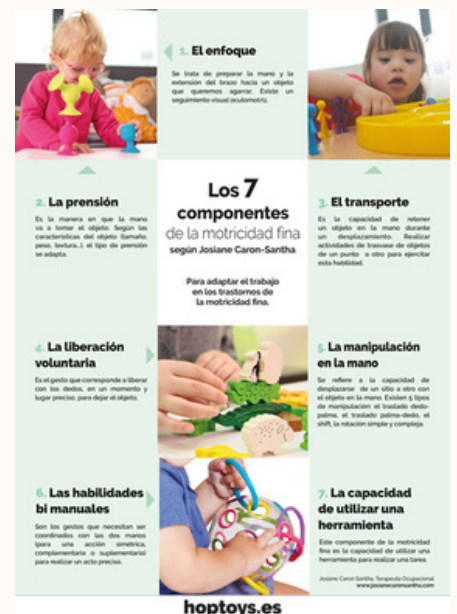 1. El enfoque
Se trata de preparar la mano y la
extensión del brazo hacia un objeto
que queremos agarrar. Existe un
seguimiento visual oculomotriz.
2. La prensión
Es la manera en que la mano
va a tomar el objeto. Según las
características del objeto (tamaño,
peso, textura...), el tipo de prensión
se adapta.
Los 7
componentes
de la motricidad fina
según Josiane Caron-Santha
Para adaptar el trabajo
en los trastornos de
la motricidad fina.
3. El transporte
Es la capacidad de retener
un objeto en la mano durante
un desplazamiento. Realizar
actividades de trasvase de objetos
de un punto a otro para ejercitar
esta habilidad.
4. La liberación
voluntaria
Es el gesto que corresponde a liberar
con los dedos, en un momento y
lugar preciso, para dejar el objeto.
5. La manipulación
en la mano
Se refiere a la capacidad de
desplazarse de un sitio a otro con
el objeto en la mano. Existen 5 tipos
de manipulación: el traslado dedo-
palma, el traslado palma-dedo, el
shift, la rotación simple y compleja.
6. Las habilidades
bi manuales
Son los gestos que necesitan ser
coordinados con las dos manos
(para una acción simétrica,
complementaria o suplementaria)
para realizar un acto preciso.
7. La capacidad
de utilizar una
herramienta
Este componente de la motricidad
fina es la capacidad de utilizar una
herramienta para realizar una tarea.
Josiane Caron Santha, Terapeuta Ocupacional
www.josianecaronsantha.com
hoptoys.es